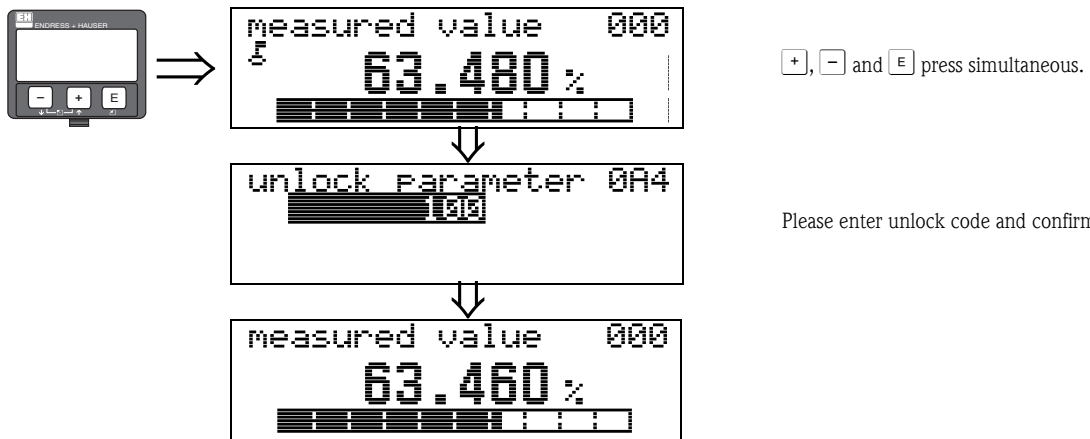 EH
ENDRESS + HAUSER
- + E
measured value 000
63.480 %
+, - and E press simultaneous.
unlock parameter 0A4
100
Please enter unlock code and confirm
measured value 000
63.460 %